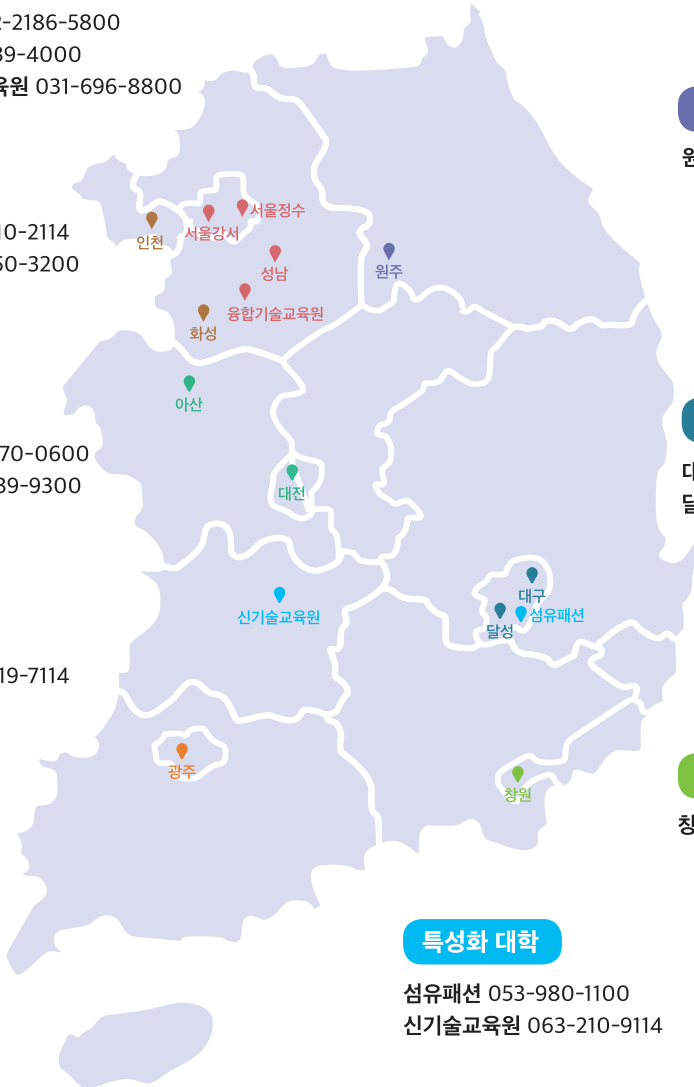 2-2186-5800
39-4000
육원 031-696-8800
10-2114
50-3200
70-0600
39-9300
19-7114
서울정수
서울강서
인천
성남
원주
융합기술교육원
화성
아산
대전
신기술교육원
대구
섬유패션
달성
광주
창원
원
대
달
창
특성화 대학
섬유패션 053-980-1100
신기술교육원 063-210-9114